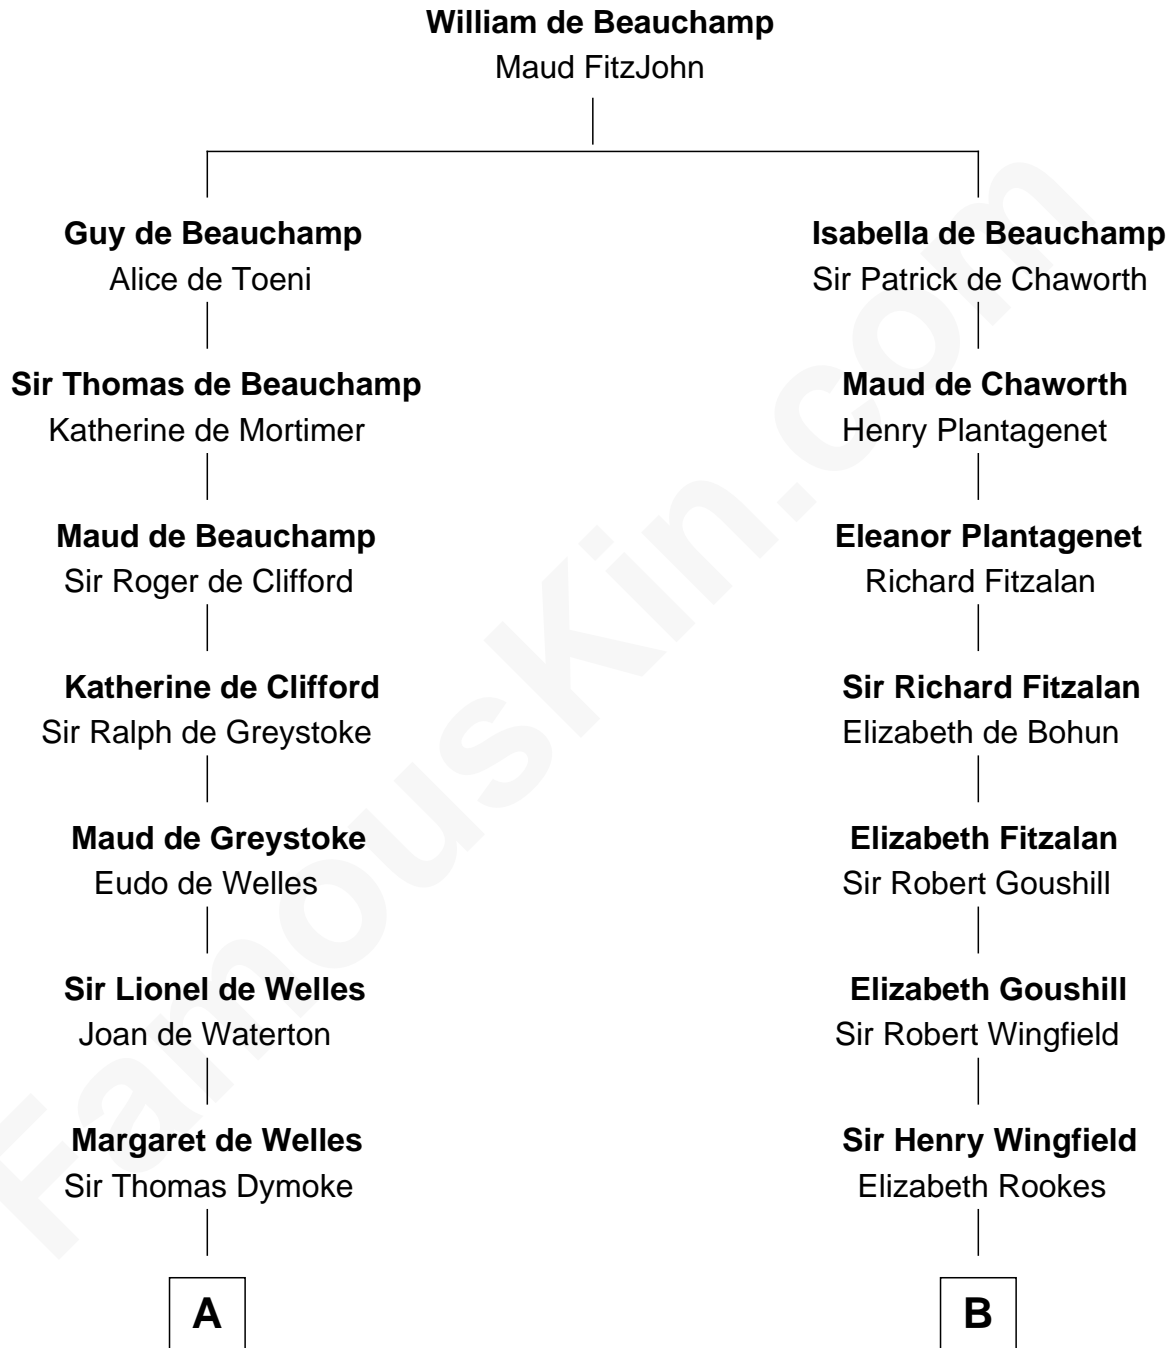 William de Beauchamp
Maud FitzJohn
Guy de Beauchamp
Alice de Toeni
Isabella de Beauchamp
Sir Patrick de Chaworth
Sir Thomas de Beauchamp
Katherine de Mortimer
Maud de Chaworth
Henry Plantagenet
Maud de Beauchamp
Sir Roger de Clifford
Eleanor Plantagenet
Richard Fitzalan
Katherine de Clifford
Sir Ralph de Greystoke
Sir Richard Fitzalan
Elizabeth de Bohun
Maud de Greystoke
Eudo de Welles
Elizabeth Fitzalan
Sir Robert Goushill
Sir Lionel de Welles
Joan de Waterton
Elizabeth Goushill
Sir Robert Wingfield
Margaret de Welles
Sir Thomas Dymoke
Sir Henry Wingfield
Elizabeth Rookes
A
B
FamousKin.com